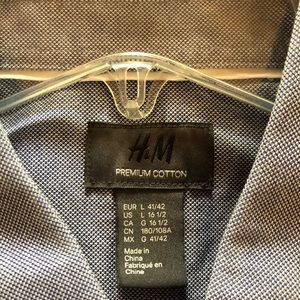 H&M
PREMIUM COTTON
EUR L 41/42
US L 16 1/2
CA G 16 1/2
CN 180/108A
MX G 41/42
Made in
China
Fabriqué en
Chine